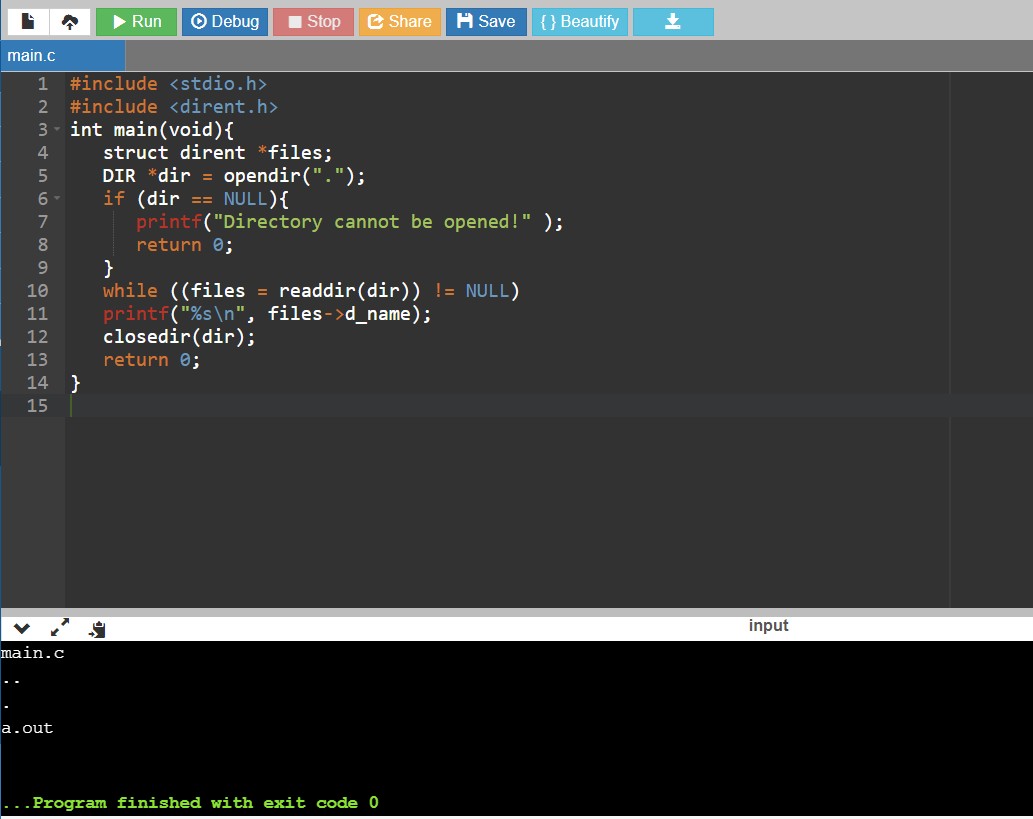 Run Debug Stop Share Save { } Beautify
main.c
1 #include <stdio.h>
2 #include <dirent.h>
3 int main(void){
4    struct dirent *files;
5    DIR *dir = opendir(".");
6    if (dir == NULL){
7       printf("Directory cannot be opened!" );
8       return 0;
9    }
10    while ((files = readdir(dir)) != NULL)
11    printf("%s\n", files->d_name);
12    closedir(dir);
13    return 0;
14 }
15
input
main.c
..
.
a.out
...Program finished with exit code 0